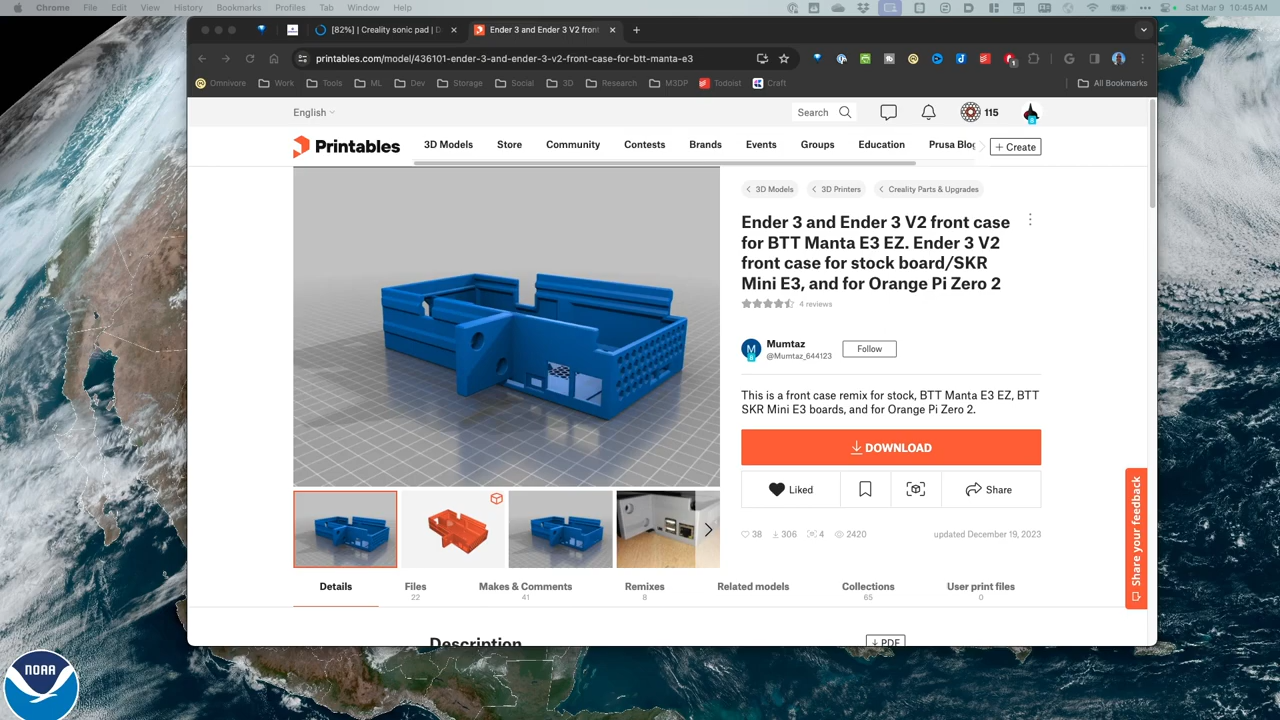 Chrome File Edit View History Bookmarks Profiles Tab Window Help
Sat Mar 9 10:45 AM
[82%] | Creality sonic pad | D
Ender 3 and Ender 3 V2 front
printables.com/model/436101-ender-3-and-ender-3-v2-front-case-for-btt-manta-e3
Omnivore Work Tools ML Dev Storage Social 3D Research M3DP Todoist Craft All Bookmarks
English Search 115
Printables 3D Models Store Community Contests Brands Events Groups Education Prusa Blog + Create
3D Models 3D Printers Creality Parts & Upgrades
Ender 3 and Ender 3 V2 front case
for BTT Manta E3 EZ. Ender 3 V2
front case for stock board/SKR
Mini E3, and for Orange Pi Zero 2
4 reviews
M Mumtaz
@Mumtaz_644123
Follow
This is a front case remix for stock, BTT Manta E3 EZ, BTT
SKR Mini E3 boards, and for Orange Pi Zero 2.
DOWNLOAD
Liked Share
38 306 4 2420 updated December 19, 2023
Share your feedback
Details Files Makes & Comments Remixes Related models Collections User print files
22 41 8 65 0
Description PDF
NOAA